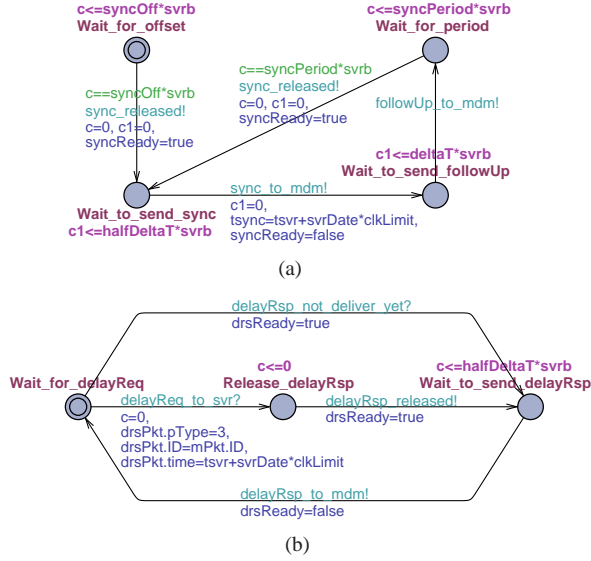 c<=syncOff*svrb
Wait_for_offset
c<=syncPeriod*svrb
Wait_for_period
c==syncOff*svrb
sync_released!
c=0, c1=0,
syncReady=true
c==syncPeriod*svrb
sync_released!
c=0, c1=0,
syncReady=true
followUp_to_mdm!
c1<=deltaT*svrb
Wait_to_send_followUp
Wait_to_send_sync
c1<=halfDeltaT*svrb
sync_to_mdm!
c1=0,
tsync=tsvr+svrDate*clkLimit,
syncReady=false
(a)
delayRsp_not_deliver_yet?
drsReady=true
Wait_for_delayReq
c<=0
Release_delayRsp
c<=halfDeltaT*svrb
Wait_to_send_delayRsp
delayReq_to_svr?
c=0,
drsPkt.pType=3,
drsPkt.ID=mPkt.ID,
drsPkt.time=tsvr+svrDate*clkLimit
delayRsp_released!
drsReady=true
delayRsp_to_mdm!
drsReady=false
(b)